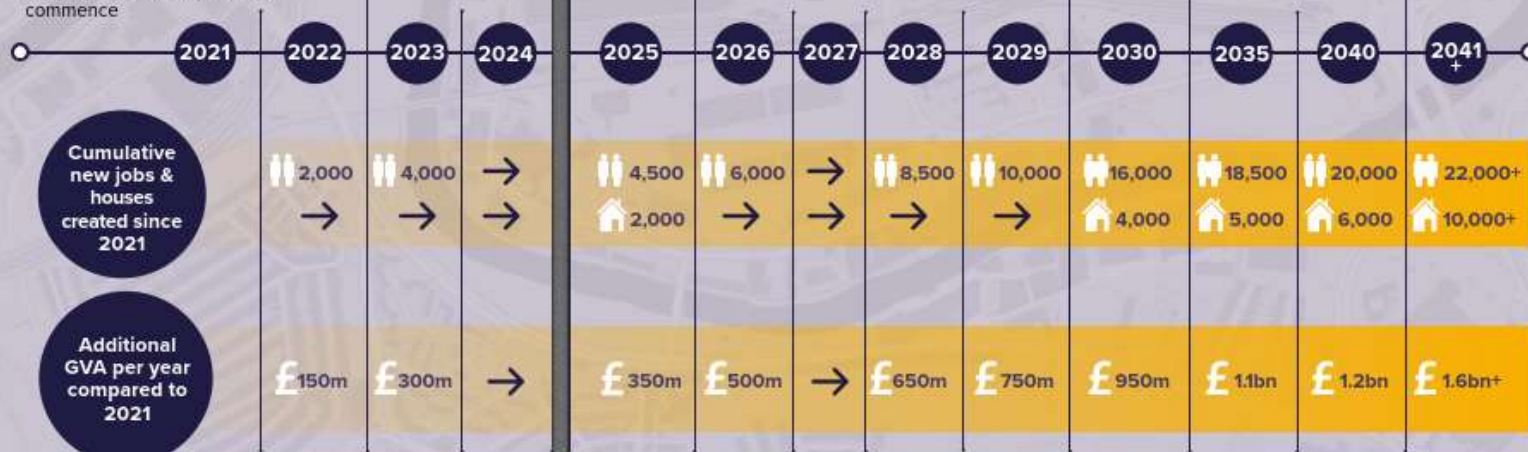 commence
2021 2022 2023 2024 2025 2026 2027 2028 2029 2030 2035 2040 2041
+
Cumulative
new jobs &
houses
created since
2021
2,000 4,000 → 4,500 6,000 → 8,500 10,000 16,000 18,500 20,000 22,000+
→ → → 2,000 → → → → 4,000 5,000 6,000 10,000+
Additional
GVA per year
compared to
2021
£150m £300m → £350m £500m → £650m £750m £950m £1.1bn £1.2bn £1.6bn+